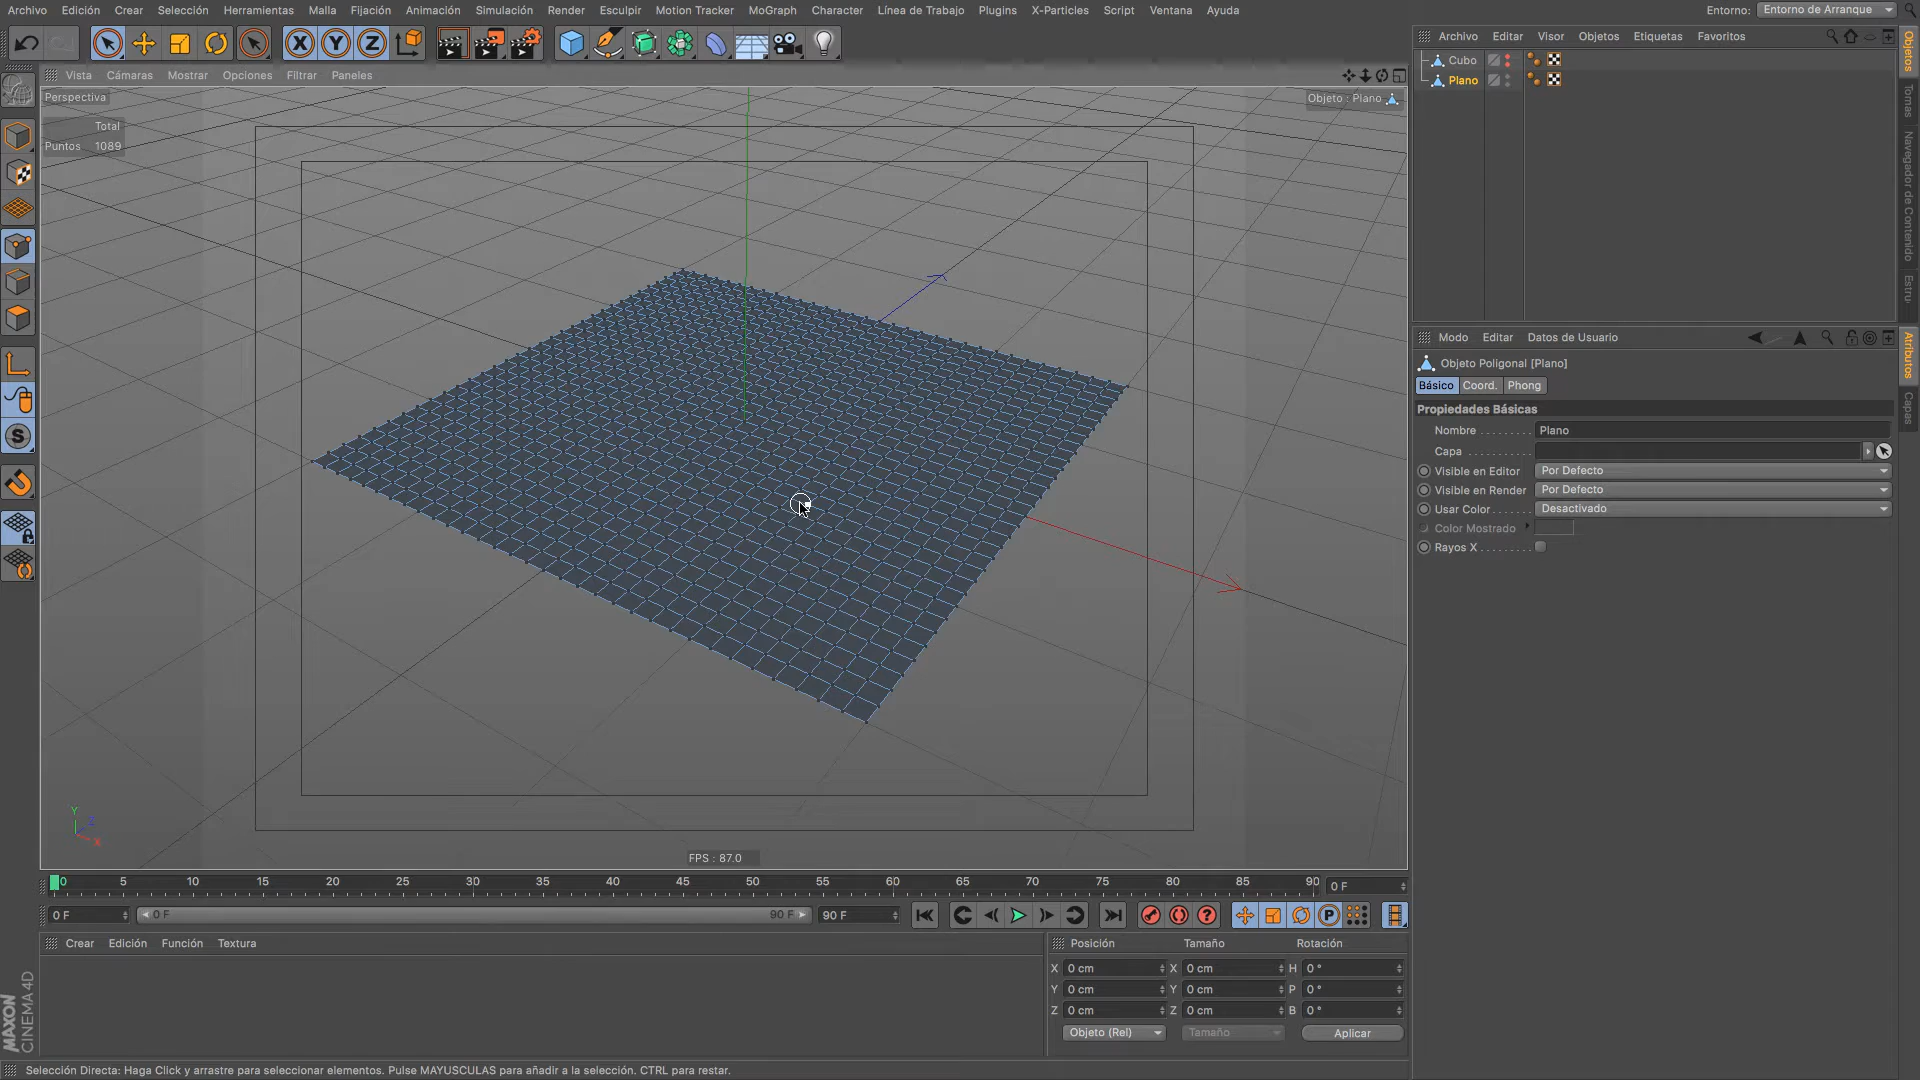 Archivo Edición Crear Selección Herramientas Malla Fijación Animación Simulación Render Esculpir Motion Tracker MoGraph Character Línea de Trabajo Plugins X-Particles Script Ventana Ayuda Entorno: Entorno de Arranque
X Y Z
Archivo Editar Visor Objetos Etiquetas Favoritos
Cubo
Plano
Objetos
Tomas
Navegador de Contenido
Estru
Vista Cámaras Mostrar Opciones Filtrar Paneles
Perspectiva
Objeto : Plano
Total
Puntos 1089
S
Y
Z
X
FPS : 87.0
Modo Editar Datos de Usuario
Objeto Poligonal [Plano]
Básico Coord. Phong
Propiedades Básicas
Nombre Plano
Capa
Visible en Editor Por Defecto
Visible en Render Por Defecto
Usar Color Desactivado
Color Mostrado
Rayos X
Atributos
Capas
0 5 10 15 20 25 30 35 40 45 50 55 60 65 70 75 80 85 90 0 F
0 F 0 F 90 F 90 F ? P
Crear Edición Función Textura
Posición Tamaño Rotación
X 0 cm X 0 cm H 0 °
Y 0 cm Y 0 cm P 0 °
Z 0 cm Z 0 cm B 0 °
Objeto (Rel) Tamaño Aplicar
MAXON
CINEMA 4D
Selección Directa: Haga Click y arrastre para seleccionar elementos. Pulse MAYUSCULAS para añadir a la selección. CTRL para restar.